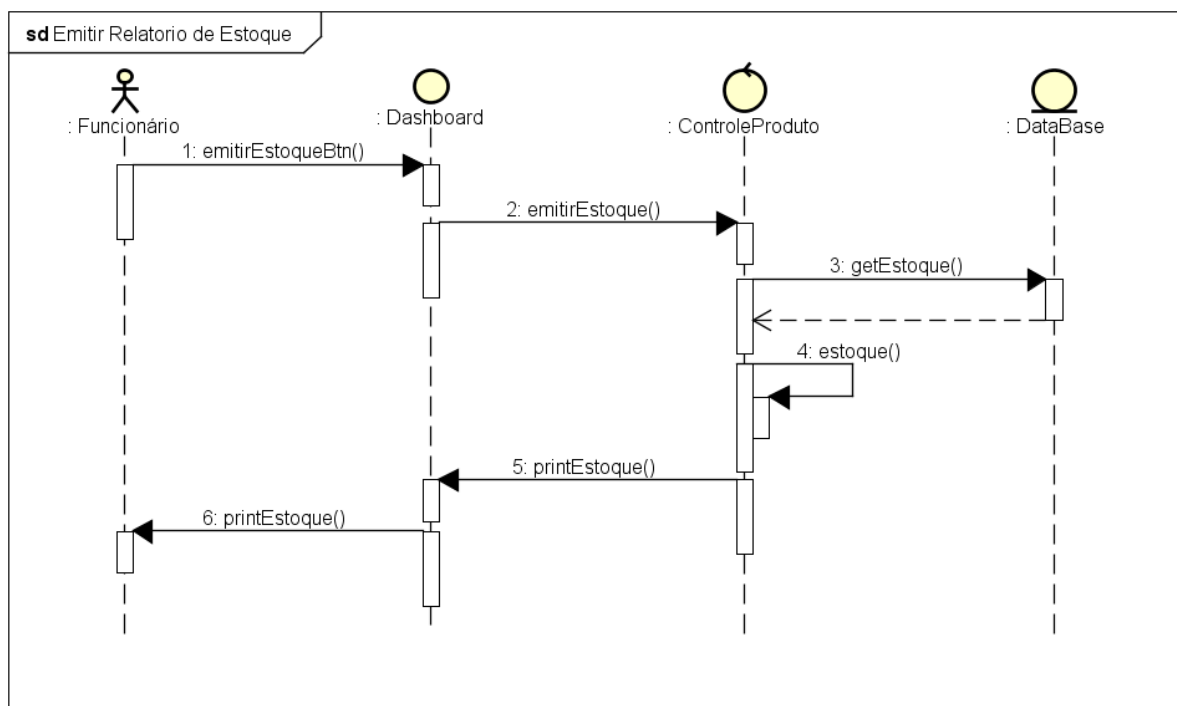 sd Emitir Relatorio de Estoque
: Funcionário
: Dashboard
: ControleProduto
: DataBase
1: emitirEstoqueBtn()
2: emitirEstoque()
3: getEstoque()
4: estoque()
5: printEstoque()
6: printEstoque()